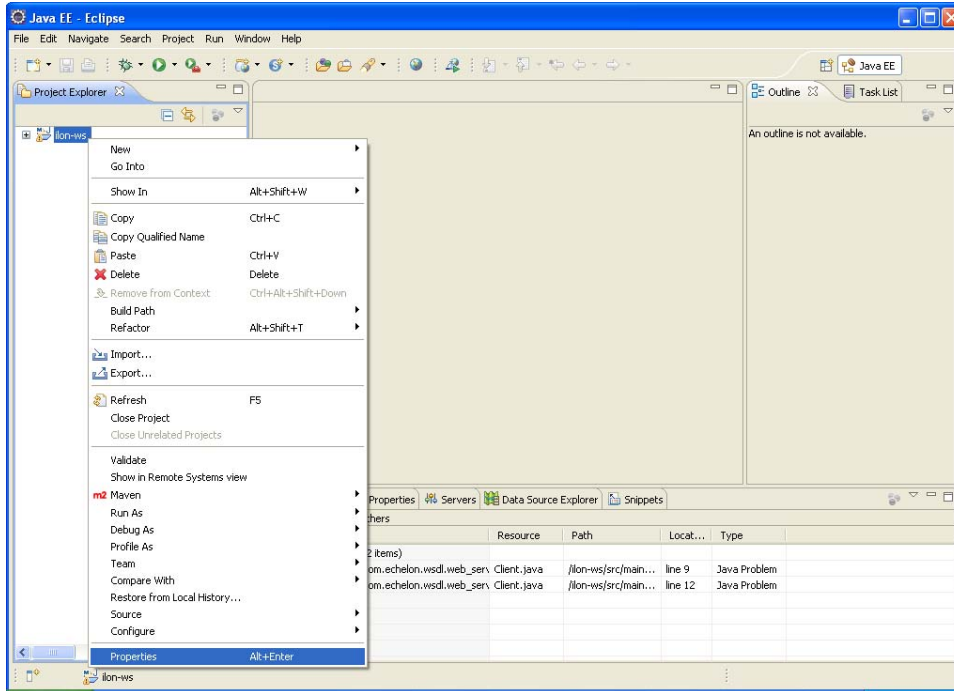 Java EE - Eclipse
File Edit Navigate Search Project Run Window Help
Java EE
Project Explorer
Outline Task List
ilon-ws
An outline is not available.
New
Go Into
Show In Alt+Shift+W
Copy Ctrl+C
Copy Qualified Name
Paste Ctrl+V
Delete Delete
Remove from Context Ctrl+Alt+Shift+Down
Build Path
Refactor Alt+Shift+T
Import...
Export...
Refresh F5
Close Project
Close Unrelated Projects
Validate
Show in Remote Systems view
m2 Maven
Properties Servers Data Source Explorer Snippets
Run As
thers
Debug As
Resource Path Locat... Type
Profile As
2 items)
Team
om.echelon.wsdl.web_serv Client.java /ilon-ws/src/main... line 9 Java Problem
Compare With
om.echelon.wsdl.web_serv Client.java /ilon-ws/src/main... line 12 Java Problem
Restore from Local History...
Source
Configure
Properties Alt+Enter
ilon-ws